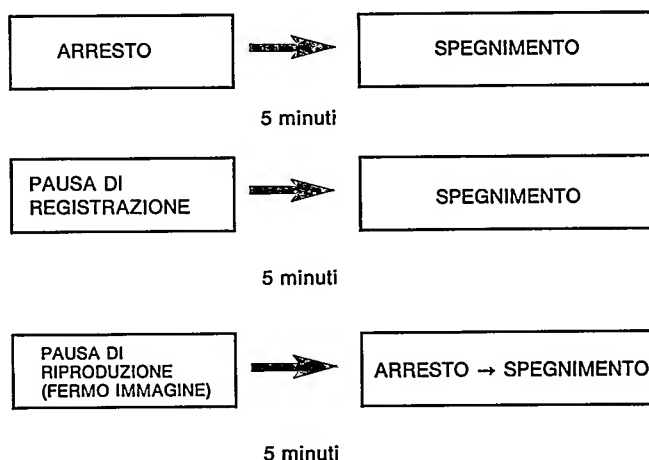 ARRESTO
SPEGNIMENTO
5 minuti
PAUSA DI
REGISTRAZIONE
SPEGNIMENTO
5 minuti
PAUSA DI
RIPRODUZIONE
(FERMO IMMAGINE)
ARRESTO → SPEGNIMENTO
5 minuti